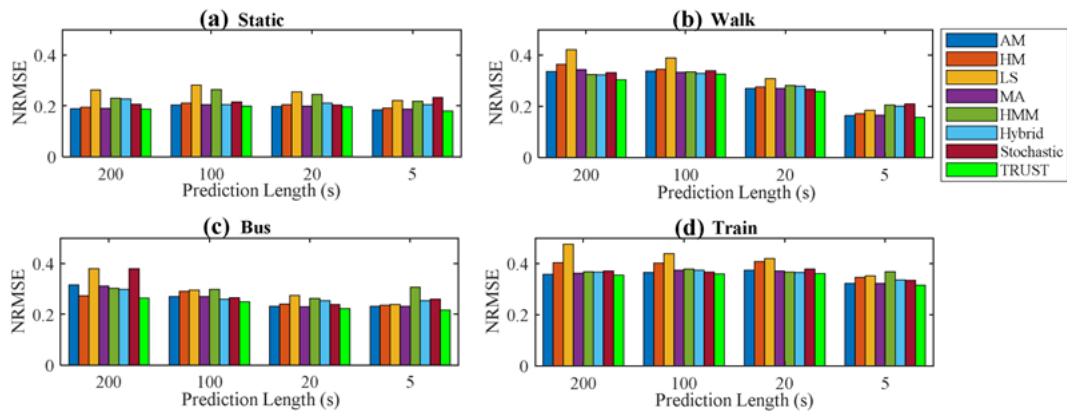 (a) Static
NRMSE
0.4
0.2
0
200 100 20 5
Prediction Length (s)
(b) Walk
NRMSE
0.4
0.2
0
200 100 20 5
Prediction Length (s)
AM
HM
LS
MA
HMM
Hybrid
Stochastic
TRUST
(c) Bus
NRMSE
0.4
0.2
0
200 100 20 5
Prediction Length (s)
(d) Train
NRMSE
0.4
0.2
0
200 100 20 5
Prediction Length (s)